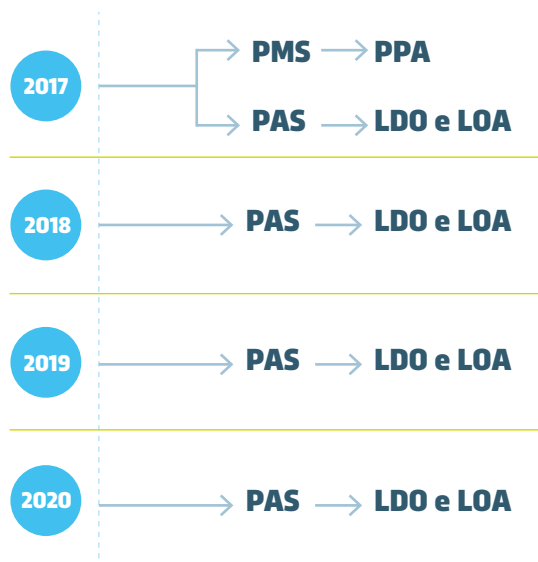 2017
PMS PPA
PAS LDO e LOA
2018 PAS LDO e LOA
2019 PAS LDO e LOA
2020 PAS LDO e LOA